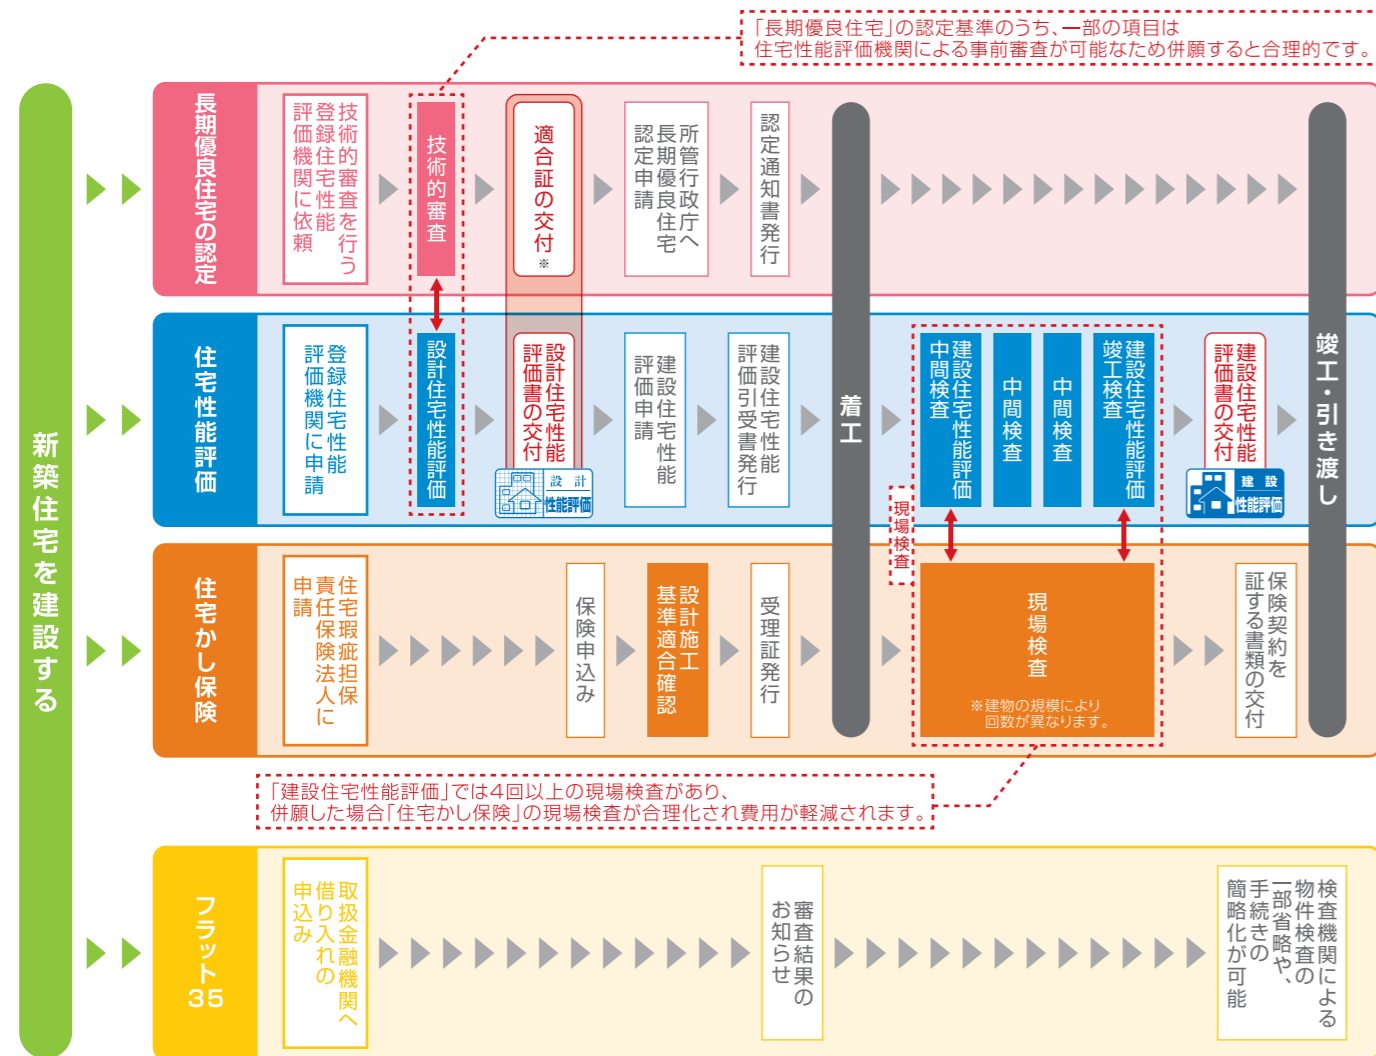 「長期優良住宅」の認定基準のうち、一部の項目は
住宅性能評価機関による事前審査が可能なため併願すると合理的です。
新築住宅を建設する
長期優良住宅の認定
技術的審査を行う
登録住宅性能
評価機関に依頼
技術的審査
適合証の交付
※
所管行政庁へ
長期優良住宅
認定申請
認定通知書発行
着工
竣工・引き渡し
住宅性能評価
登録住宅性能
評価機関に申請
設計住宅性能評価
設計住宅性能
評価書の交付
設計
性能評価
建設住宅性能
評価申請
建設住宅性能
評価引受書発行
建設住宅性能評価
中間検査
中間検査
中間検査
建設住宅性能評価
竣工検査
建設住宅性能
評価書の交付
建設
性能評価
現場検査
住宅かし保険
住宅瑕疵担保
責任保険法人に
申請
保険申込み
設計施工
基準適合確認
受理証発行
現場検査
※建物の規模により
回数が異なります。
保険契約を
証する書類の交付
「建設住宅性能評価」では4回以上の現場検査があり、
併願した場合「住宅かし保険」の現場検査が合理化され費用が軽減されます。
フラット35
取扱金融機関へ
借り入れの
申込み
審査結果の
お知らせ
検査機関による
物件検査の
一部省略や、
手続きの
簡略化が可能